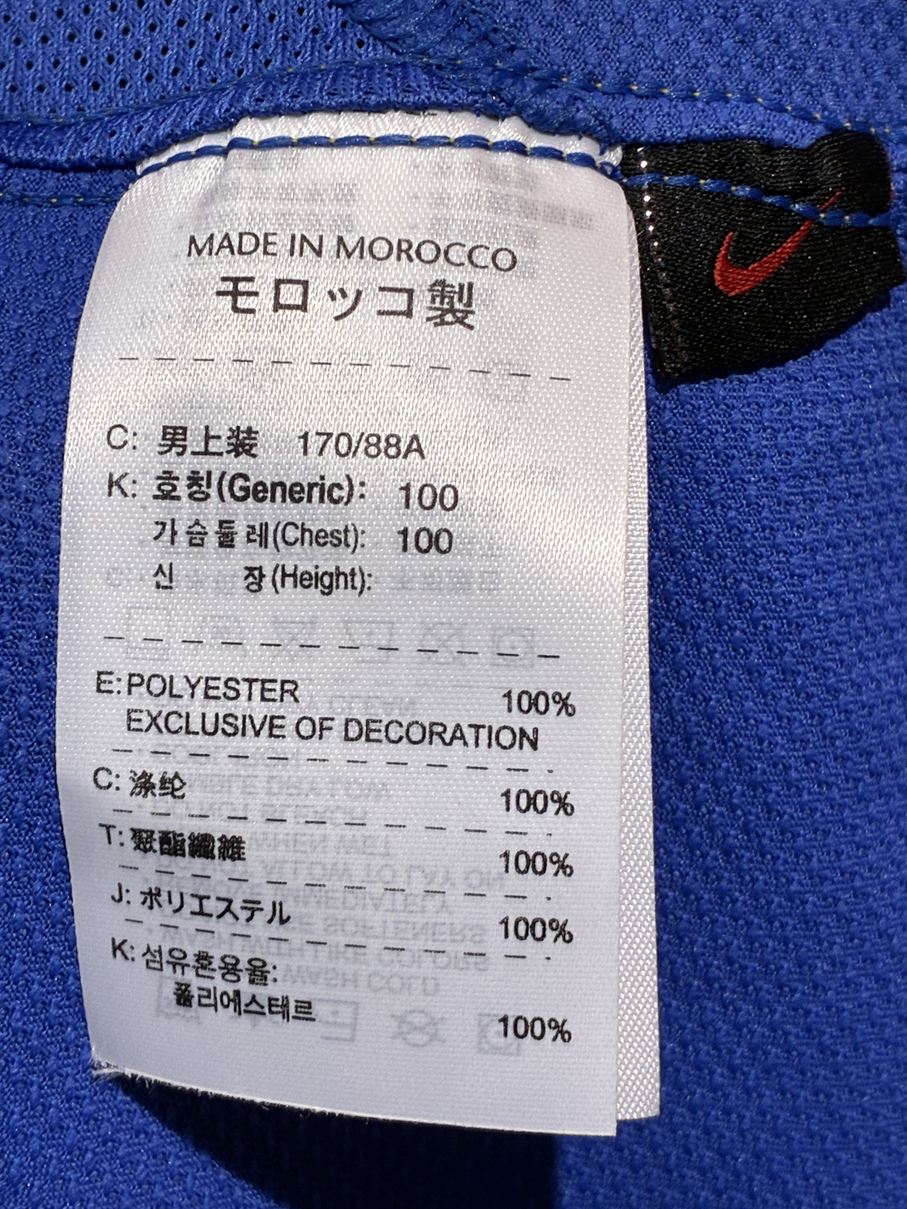 MADE IN MOROCCO
モロッコ製
C: 男上装 170/88A
K: 호칭(Generic): 100
가슴둘레(Chest): 100
신 장(Height):
E: POLYESTER 100%
EXCLUSIVE OF DECORATION
C: 涤纶 100%
T: 聚酯纖維 100%
J: ポリエステル 100%
K: 섬유혼용율:
폴리에스테르 100%